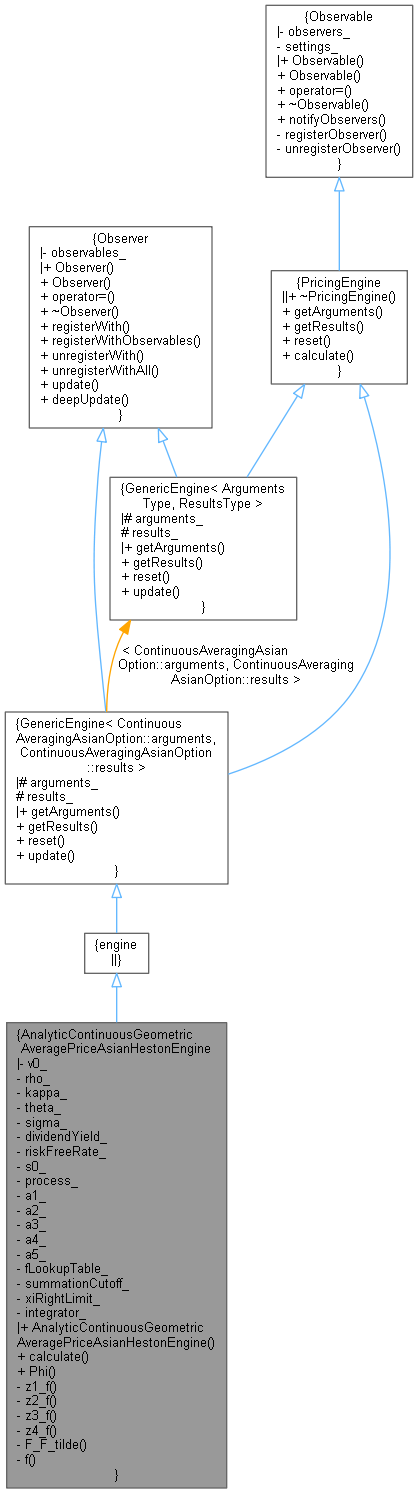 {Observable
|- observers_
- settings_
|+ Observable()
+ Observable()
+ operator=()
+ ~Observable()
+ notifyObservers()
- registerObserver()
- unregisterObserver()
}
{Observer
|- observables_
|+ Observer()
+ Observer()
+ operator=()
+ ~Observer()
+ registerWith()
+ registerWithObservables()
+ unregisterWith()
+ unregisterWithAll()
+ update()
+ deepUpdate()
}
{PricingEngine
||+ ~PricingEngine()
+ getArguments()
+ getResults()
+ reset()
+ calculate()
}
{GenericEngine< Arguments
Type, ResultsType >
|# arguments_
# results_
|+ getArguments()
+ getResults()
+ reset()
+ update()
}
< ContinuousAveragingAsian
Option::arguments, ContinuousAveraging
AsianOption::results >
{GenericEngine< Continuous
AveragingAsianOption::arguments,
ContinuousAveragingAsianOption
::results >
|# arguments_
# results_
|+ getArguments()
+ getResults()
+ reset()
+ update()
}
{engine
||}
{AnalyticContinuousGeometric
AveragePriceAsianHestonEngine
|- v0_
- rho_
- kappa_
- theta_
- sigma_
- dividendYield_
- riskFreeRate_
- s0_
- process_
- a1_
- a2_
- a3_
- a4_
- a5_
- fLookupTable_
- summationCutoff_
- xiRightLimit_
- integrator_
|+ AnalyticContinuousGeometric
AveragePriceAsianHestonEngine()
+ calculate()
+ Phi()
- z1_f()
- z2_f()
- z3_f()
- z4_f()
- F_F_tilde()
- f()
}